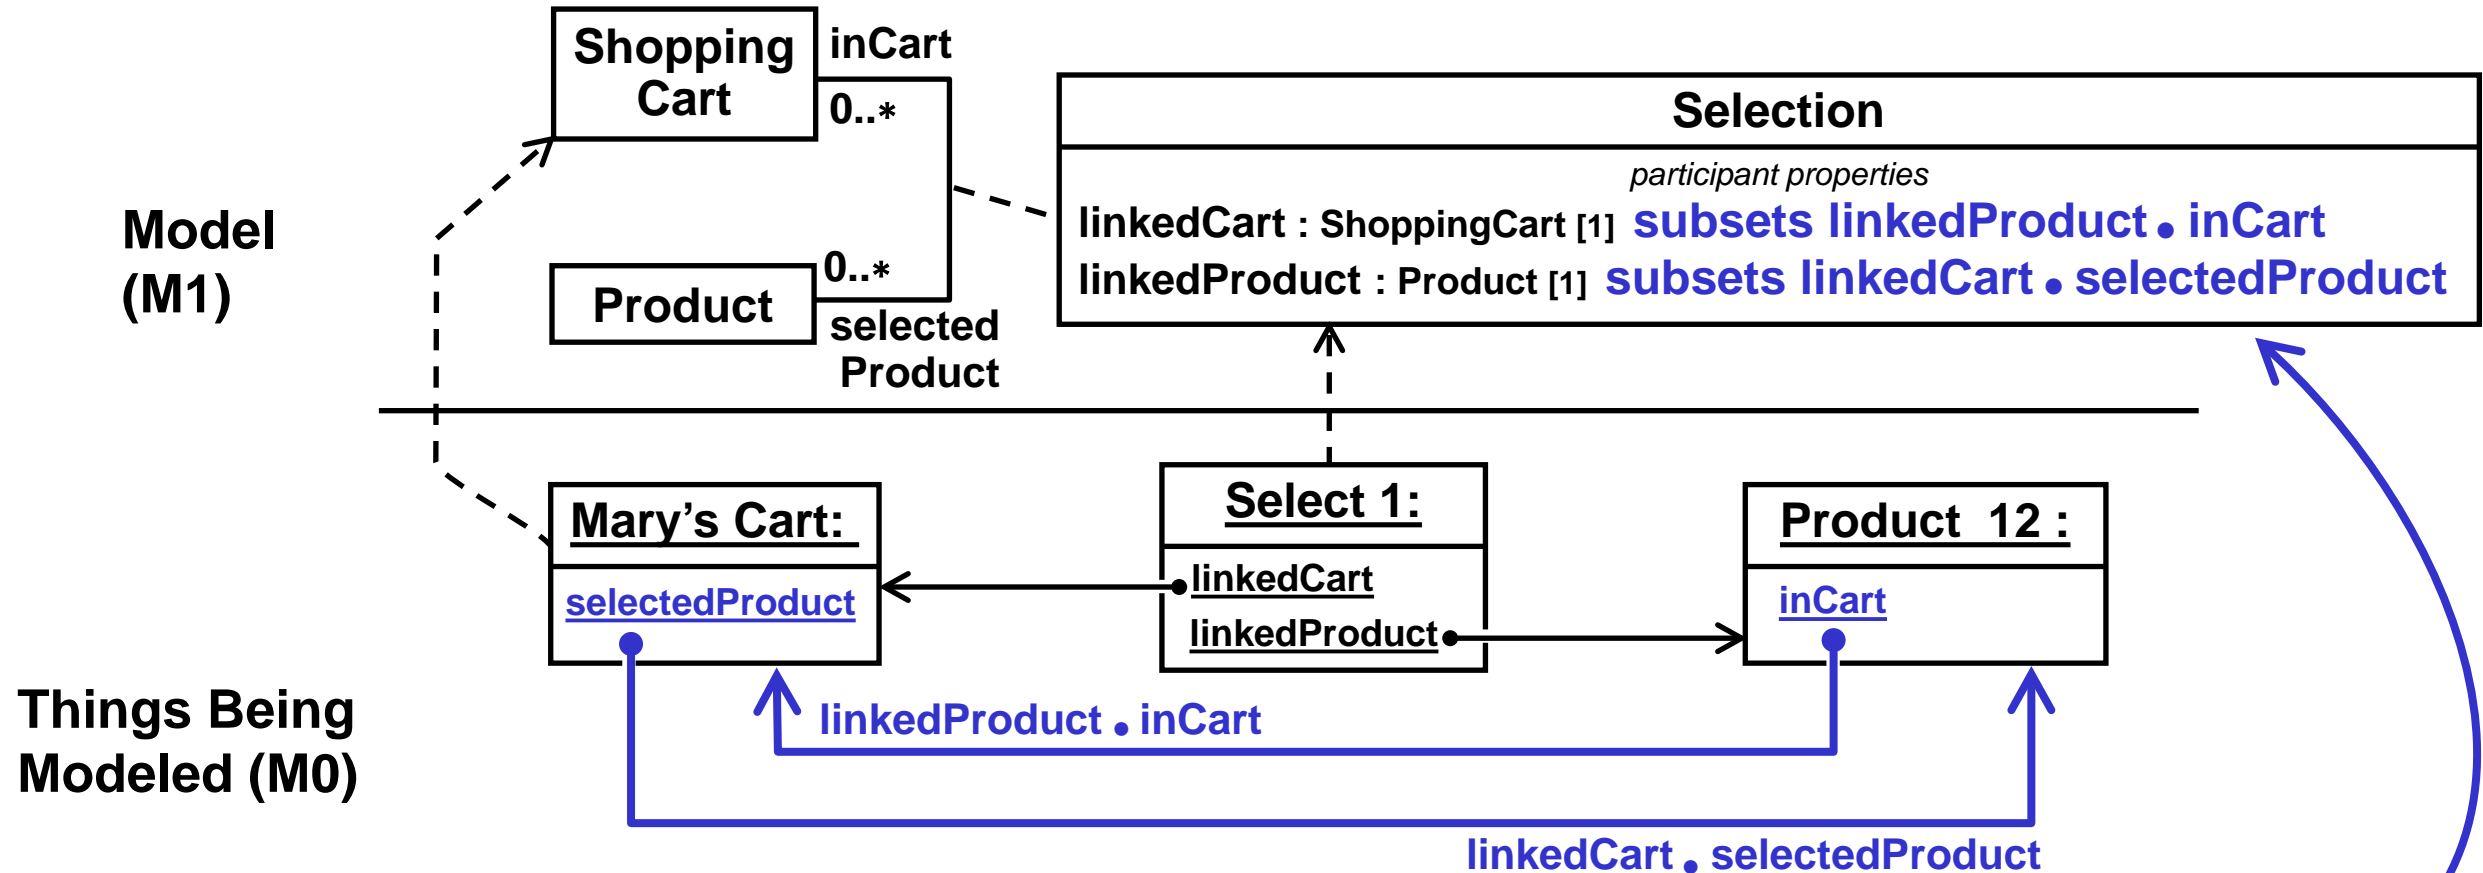 Shopping
Cart
inCart
0..*
Product
0..*
selected
Product
Selection
participant properties
linkedCart : ShoppingCart [1] subsets linkedProduct • inCart
linkedProduct : Product [1] subsets linkedCart • selectedProduct
Model
(M1)
Mary’s Cart:
selectedProduct
Select 1:
linkedCart
linkedProduct
Product 12 :
inCart
Things Being
Modeled (M0)
linkedProduct • inCart
linkedCart • selectedProduct